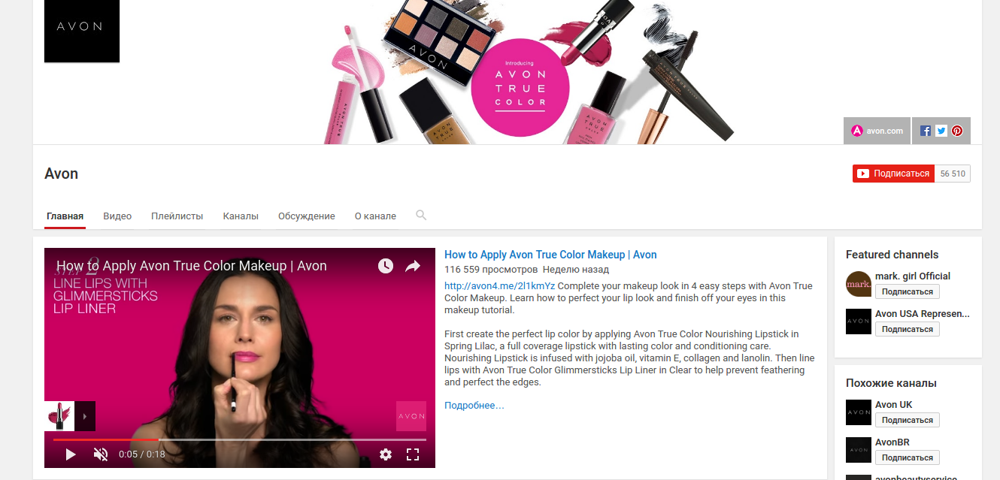 AVON
AVON
Introducing
AVON
TRUE
COLOR
AVON
TRUE
avon.com
Avon
Подписаться
56 510
Главная
Видео
Плейлисты
Каналы
Обсуждение
О канале
How to Apply Avon True Color Makeup | Avon
STEP 2
LINE LIPS WITH
GLIMMERSTICKS
LIP LINER
AVON
0:05 / 0:18
How to Apply Avon True Color Makeup | Avon
116 559 просмотров Неделю назад
http://avon4.me/2l1kmYz Complete your makeup look in 4 easy steps with Avon True
Color Makeup. Learn how to perfect your lip look and finish off your eyes in this
makeup tutorial.
First create the perfect lip color by applying Avon True Color Nourishing Lipstick in
Spring Lilac, a full coverage lipstick with lasting color and conditioning care.
Nourishing Lipstick is infused with jojoba oil, vitamin E, collagen and lanolin. Then line
lips with Avon True Color Glimmersticks Lip Liner in Clear to help prevent feathering
and perfect the edges.
Подробнее…
Featured channels
mark.
mark. girl Official
Подписаться
AVON
Avon USA Represen...
Подписаться
Похожие каналы
AVON
Avon UK
Подписаться
AVON
AvonBR
Подписаться
avonbeautyservice